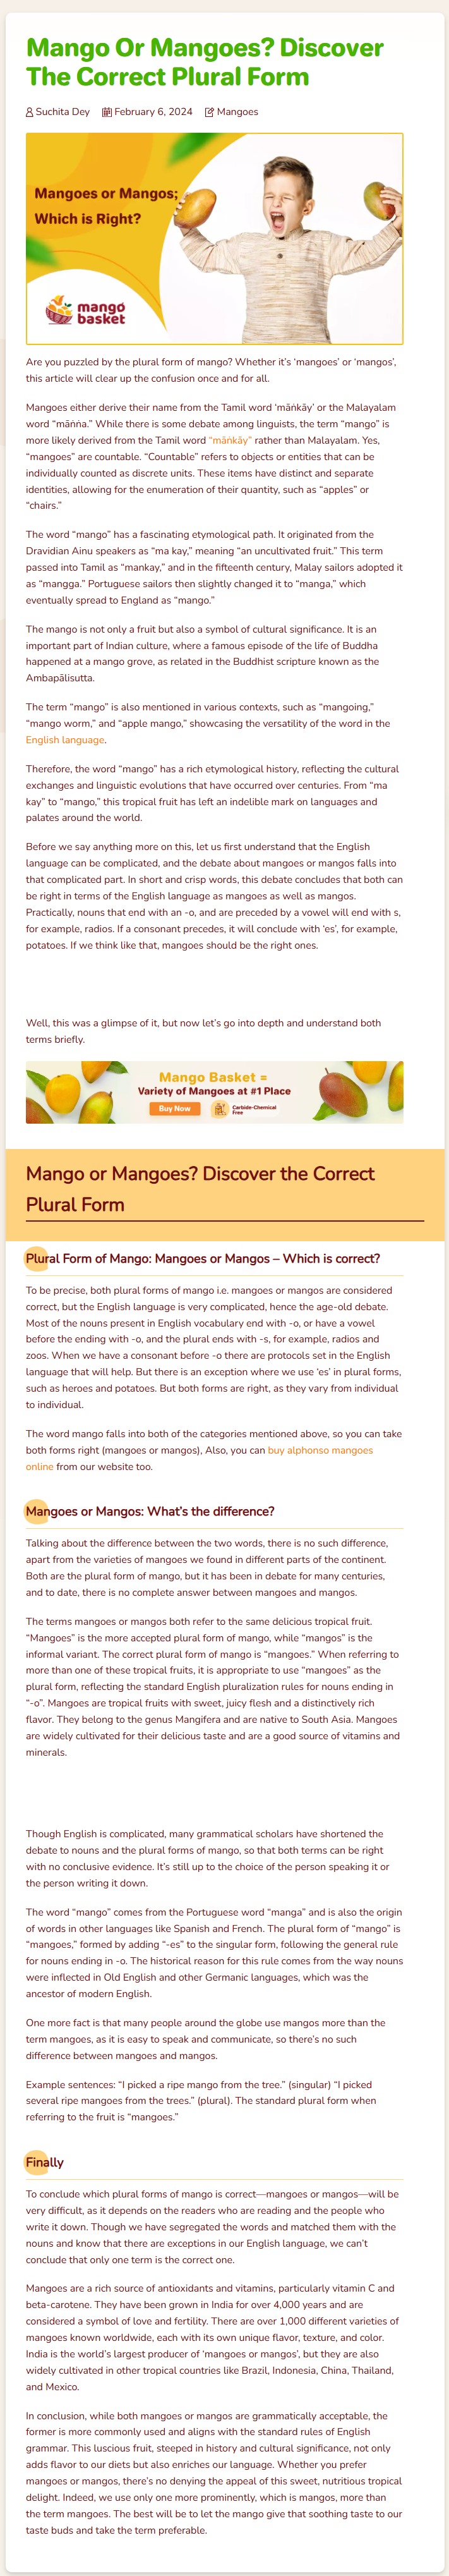 Mango Or Mangoes? Discover
The Correct Plural Form
Suchita Dey February 6, 2024 Mangoes
Mangoes or Mangos;
Which is Right?
mango
basket
Are you puzzled by the plural form of mango? Whether it's ‘mangoes’ or ‘mangos’,
this article will clear up the confusion once and for all.
Mangoes either derive their name from the Tamil word ‘māṅkāy’ or the Malayalam
word “māṅṅa.” While there is some debate among linguists, the term “mango” is
more likely derived from the Tamil word “māṅkāy” rather than Malayalam. Yes,
“mangoes” are countable. “Countable” refers to objects or entities that can be
individually counted as discrete units. These items have distinct and separate
identities, allowing for the enumeration of their quantity, such as “apples” or
“chairs.”
The word “mango” has a fascinating etymological path. It originated from the
Dravidian Ainu speakers as “ma kay,” meaning “an uncultivated fruit.” This term
passed into Tamil as “mankay,” and in the fifteenth century, Malay sailors adopted it
as “mangga.” Portuguese sailors then slightly changed it to “manga,” which
eventually spread to England as “mango.”
The mango is not only a fruit but also a symbol of cultural significance. It is an
important part of Indian culture, where a famous episode of the life of Buddha
happened at a mango grove, as related in the Buddhist scripture known as the
Ambapālisutta.
The term “mango” is also mentioned in various contexts, such as “mangoing,”
“mango worm,” and “apple mango,” showcasing the versatility of the word in the
English language.
Therefore, the word “mango” has a rich etymological history, reflecting the cultural
exchanges and linguistic evolutions that have occurred over centuries. From “ma
kay” to “mango,” this tropical fruit has left an indelible mark on languages and
palates around the world.
Before we say anything more on this, let us first understand that the English
language can be complicated, and the debate about mangoes or mangos falls into
that complicated part. In short and crisp words, this debate concludes that both can
be right in terms of the English language as mangoes as well as mangos.
Practically, nouns that end with an -o, and are preceded by a vowel will end with s,
for example, radios. If a consonant precedes, it will conclude with ‘es’, for example,
potatoes. If we think like that, mangoes should be the right ones.
Well, this was a glimpse of it, but now let's go into depth and understand both
terms briefly.
Mango Basket =
Variety of Mangoes at #1 Place
Buy Now Carbide-Chemical
Free
Mango or Mangoes? Discover the Correct
Plural Form
Plural Form of Mango: Mangoes or Mangos – Which is correct?
To be precise, both plural forms of mango i.e. mangoes or mangos are considered
correct, but the English language is very complicated, hence the age-old debate.
Most of the nouns present in English vocabulary end with -o, or have a vowel
before the ending with -o, and the plural ends with -s, for example, radios and
zoos. When we have a consonant before -o there are protocols set in the English
language that will help. But there is an exception where we use ‘es’ in plural forms,
such as heroes and potatoes. But both forms are right, as they vary from individual
to individual.
The word mango falls into both of the categories mentioned above, so you can take
both forms right (mangoes or mangos), Also, you can buy alphonso mangoes
online from our website too.
Mangoes or Mangos: What's the difference?
Talking about the difference between the two words, there is no such difference,
apart from the varieties of mangoes we found in different parts of the continent.
Both are the plural form of mango, but it has been in debate for many centuries,
and to date, there is no complete answer between mangoes and mangos.
The terms mangoes or mangos both refer to the same delicious tropical fruit.
“Mangoes” is the more accepted plural form of mango, while “mangos” is the
informal variant. The correct plural form of mango is “mangoes.” When referring to
more than one of these tropical fruits, it is appropriate to use “mangoes” as the
plural form, reflecting the standard English pluralization rules for nouns ending in
“-o”. Mangoes are tropical fruits with sweet, juicy flesh and a distinctively rich
flavor. They belong to the genus Mangifera and are native to South Asia. Mangoes
are widely cultivated for their delicious taste and are a good source of vitamins and
minerals.
Though English is complicated, many grammatical scholars have shortened the
debate to nouns and the plural forms of mango, so that both terms can be right
with no conclusive evidence. It's still up to the choice of the person speaking it or
the person writing it down.
The word “mango” comes from the Portuguese word “manga” and is also the origin
of words in other languages like Spanish and French. The plural form of “mango” is
“mangoes,” formed by adding “-es” to the singular form, following the general rule
for nouns ending in -o. The historical reason for this rule comes from the way nouns
were inflected in Old English and other Germanic languages, which was the
ancestor of modern English.
One more fact is that many people around the globe use mangos more than the
term mangoes, as it is easy to speak and communicate, so there's no such
difference between mangoes and mangos.
Example sentences: “I picked a ripe mango from the tree.” (singular) “I picked
several ripe mangoes from the trees.” (plural). The standard plural form when
referring to the fruit is “mangoes.”
Finally
To conclude which plural forms of mango is correct—mangoes or mangos—will be
very difficult, as it depends on the readers who are reading and the people who
write it down. Though we have segregated the words and matched them with the
nouns and know that there are exceptions in our English language, we can't
conclude that only one term is the correct one.
Mangoes are a rich source of antioxidants and vitamins, particularly vitamin C and
beta-carotene. They have been grown in India for over 4,000 years and are
considered a symbol of love and fertility. There are over 1,000 different varieties of
mangoes known worldwide, each with its own unique flavor, texture, and color.
India is the world's largest producer of ‘mangoes or mangos’, but they are also
widely cultivated in other tropical countries like Brazil, Indonesia, China, Thailand,
and Mexico.
In conclusion, while both mangoes or mangos are grammatically acceptable, the
former is more commonly used and aligns with the standard rules of English
grammar. This luscious fruit, steeped in history and cultural significance, not only
adds flavor to our diets but also enriches our language. Whether you prefer
mangoes or mangos, there's no denying the appeal of this sweet, nutritious tropical
delight. Indeed, we use only one more prominently, which is mangos, more than
the term mangoes. The best will be to let the mango give that soothing taste to our
taste buds and take the term preferable.